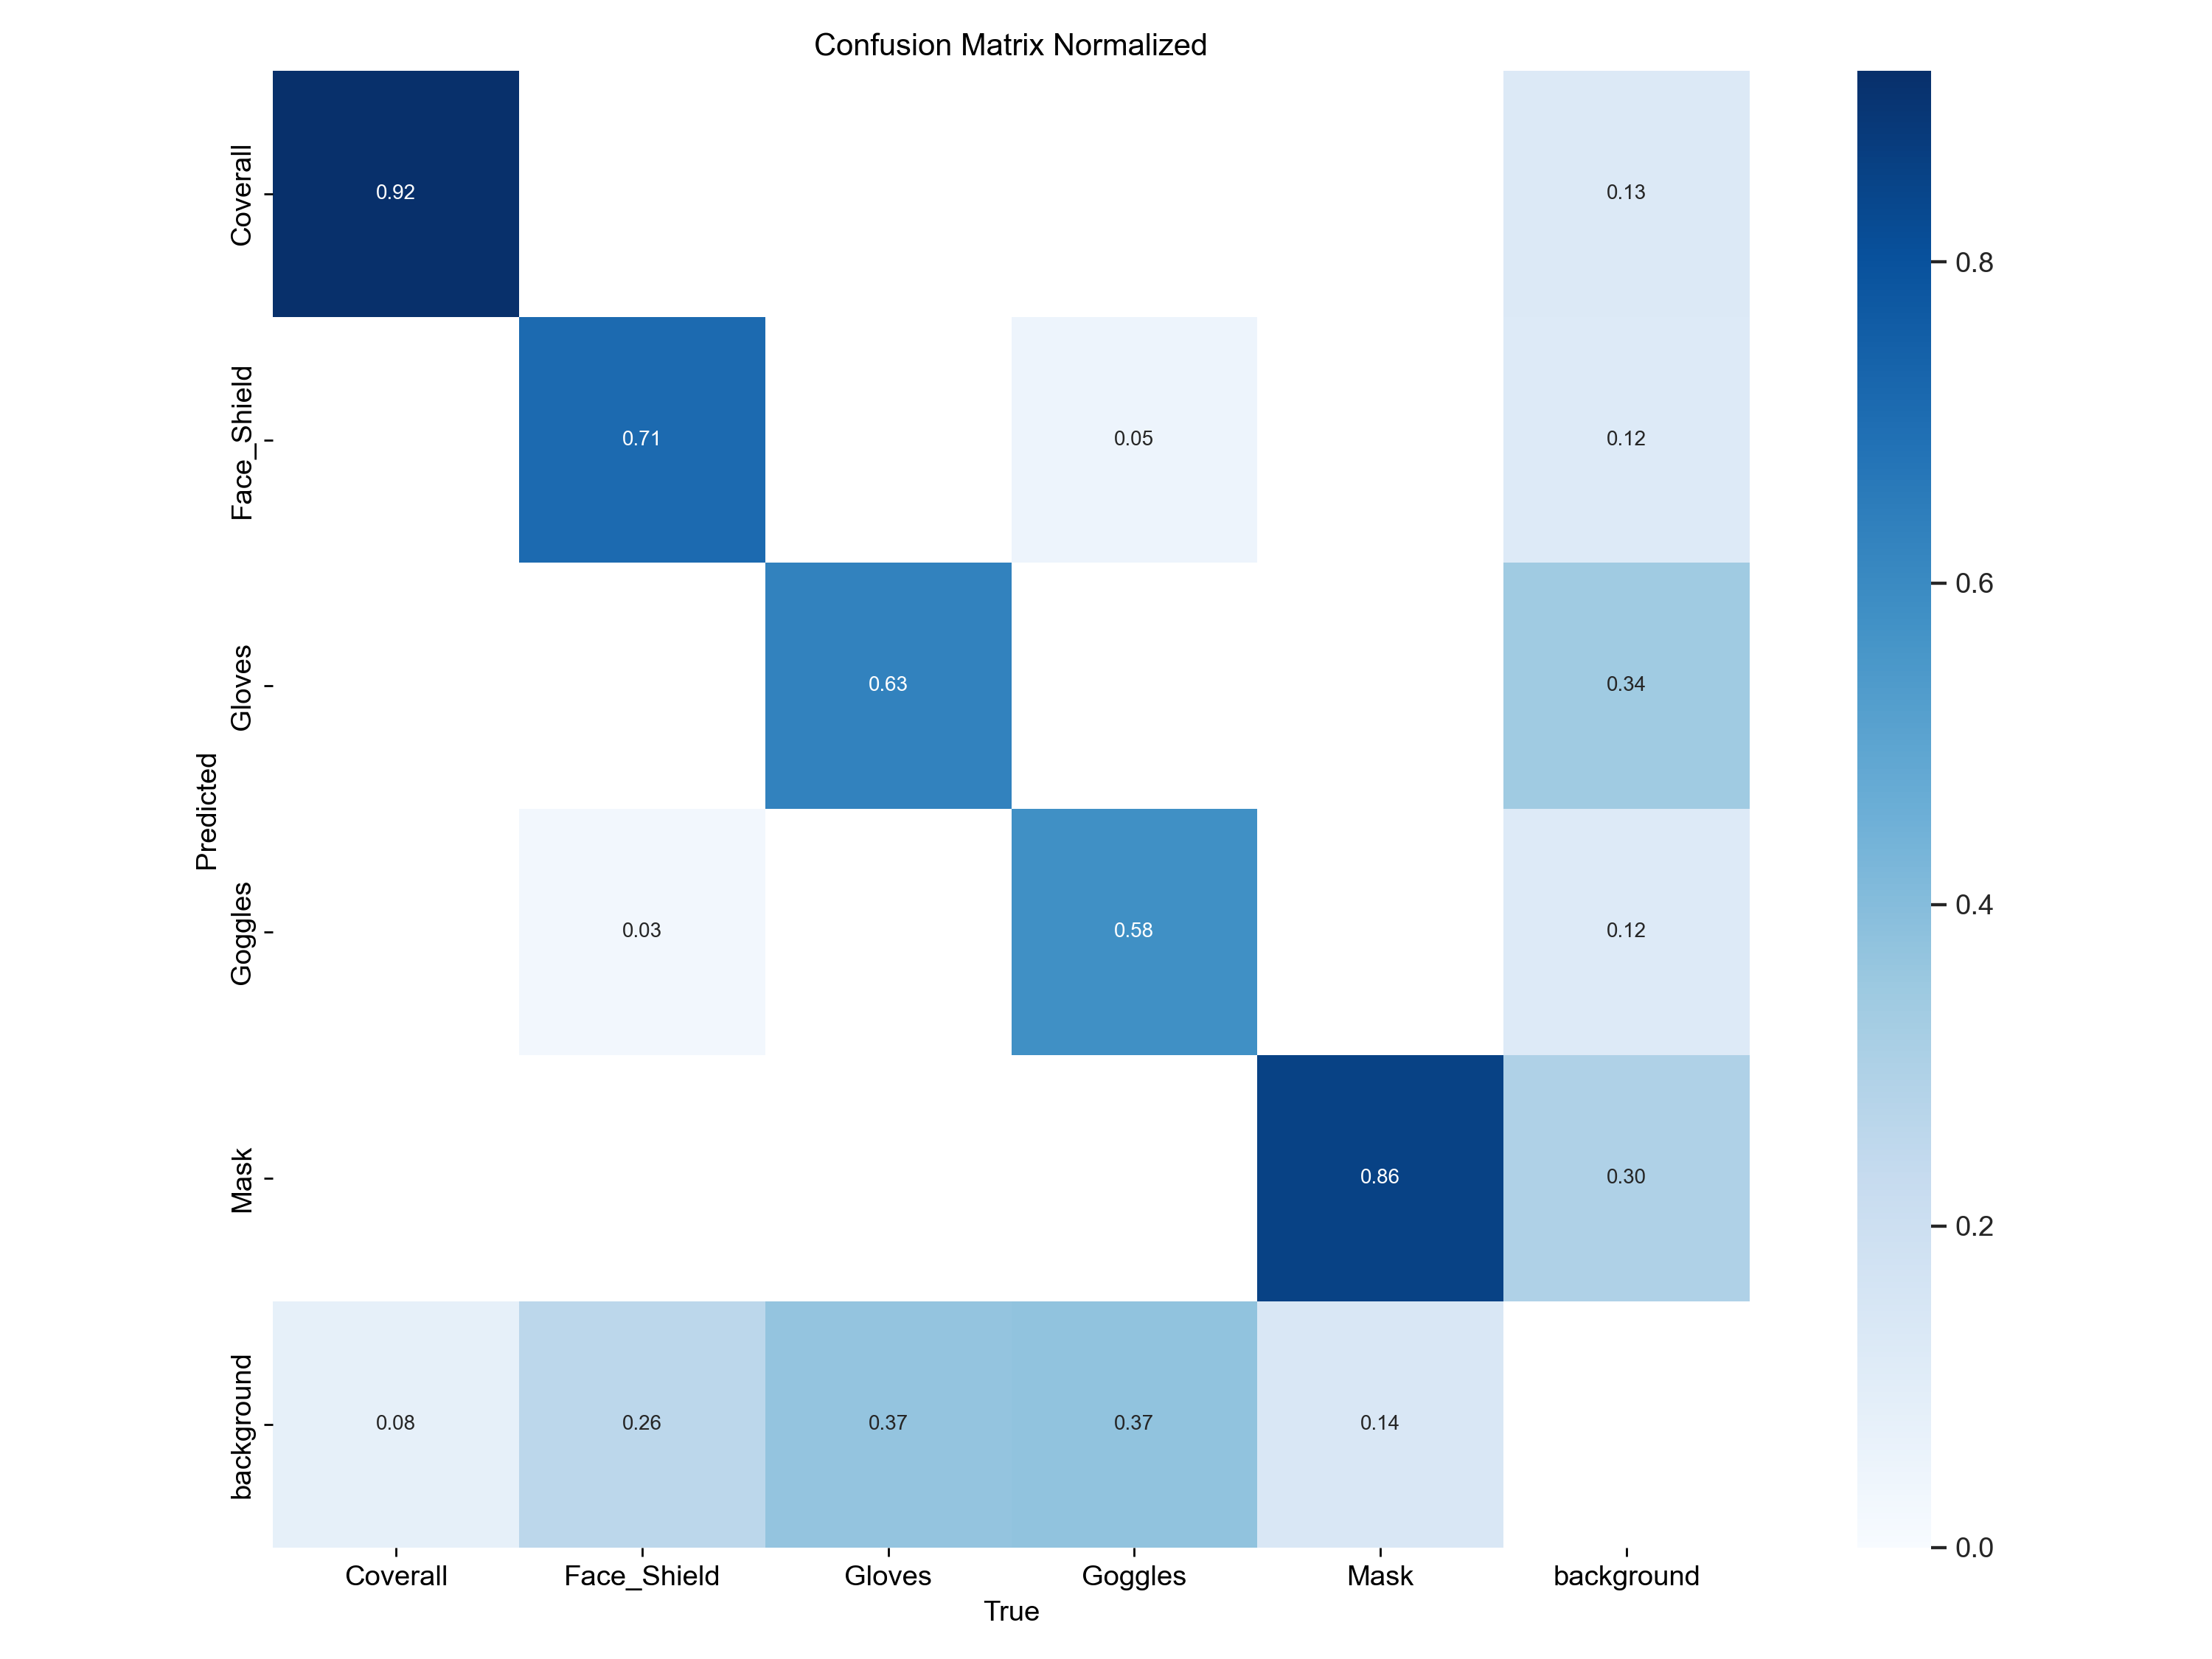 Confusion Matrix Normalized
Coverall
0.92
0.13
0.8
Face_Shield
0.71
0.05
0.12
0.6
Gloves
0.63
0.34
Predicted
0.4
Goggles
0.03
0.58
0.12
Mask
0.86
0.30
0.2
background
0.08
0.26
0.37
0.37
0.14
0.0
Coverall Face_Shield Gloves Goggles Mask background
True